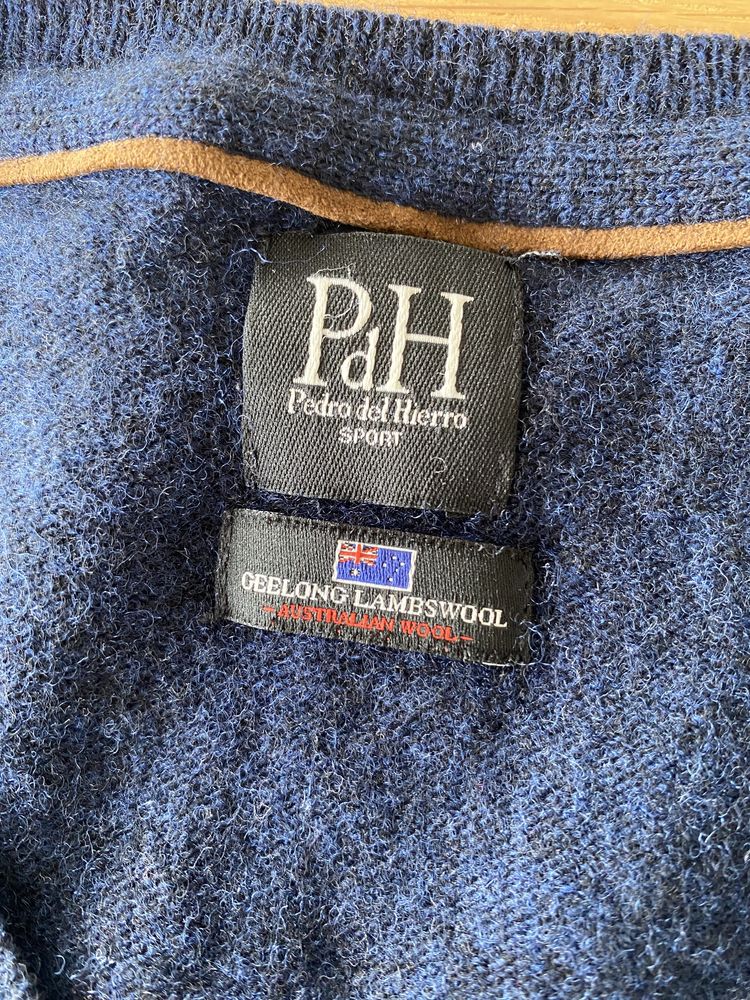 PdH
Pedro del Hierro
SPORT
GEELONG LAMBSWOOL
- AUSTRALIAN WOOL -